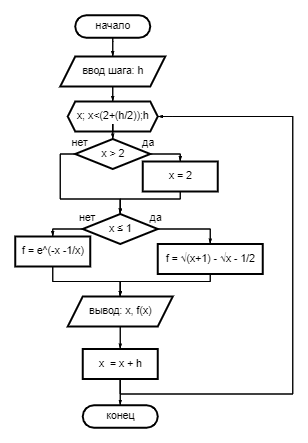 начало
ввод шага: h
x; x<(2+(h/2));h
нет
да
x > 2
x = 2
нет
да
x ≤ 1
f = e^(-x -1/x)
f = √(x+1) - √x - 1/2
вывод: x, f(x)
x = x + h
конец